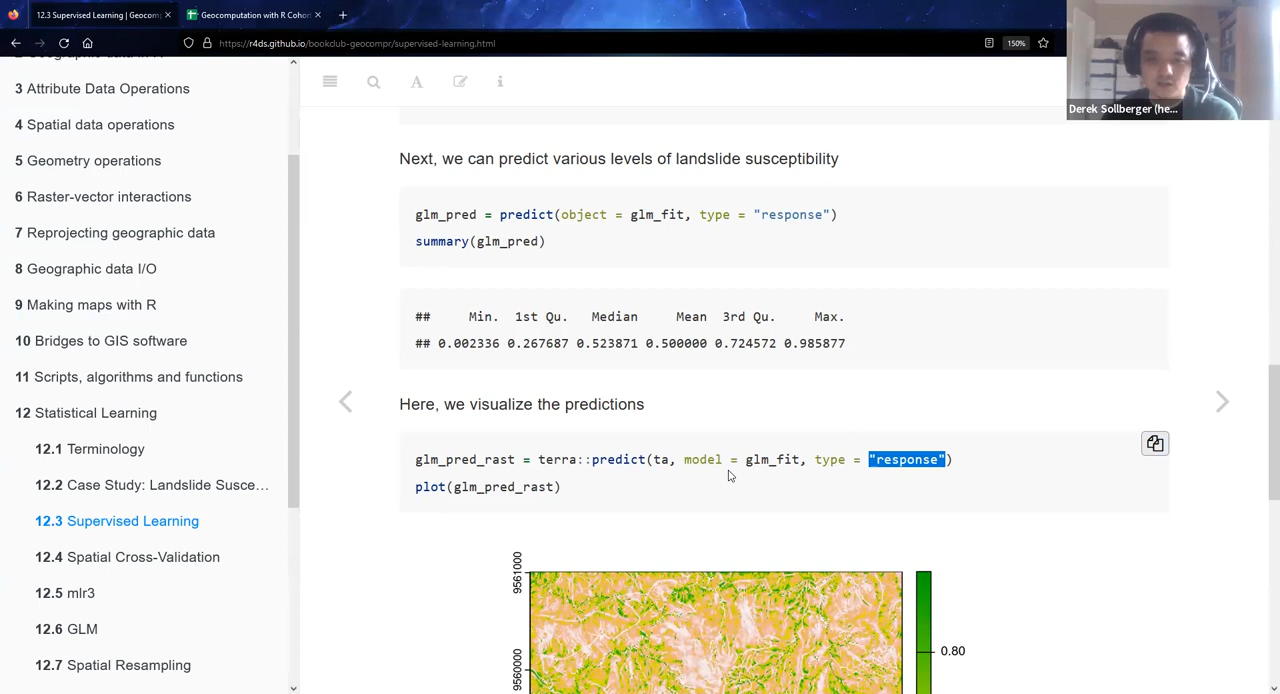 12.3 Supervised Learning | Geocom
Geocomputation with R Cohor
https://r4ds.github.io/bookclub-geocompr/supervised-learning.html
150%
Derek Sollberger (he...
3 Attribute Data Operations
4 Spatial data operations
5 Geometry operations
6 Raster-vector interactions
7 Reprojecting geographic data
8 Geographic data I/O
9 Making maps with R
10 Bridges to GIS software
11 Scripts, algorithms and functions
12 Statistical Learning
12.1 Terminology
12.2 Case Study: Landslide Susce...
12.3 Supervised Learning
12.4 Spatial Cross-Validation
12.5 mlr3
12.6 GLM
12.7 Spatial Resampling
Next, we can predict various levels of landslide susceptibility
glm_pred = predict(object = glm_fit, type = "response")
summary(glm_pred)
## Min. 1st Qu. Median Mean 3rd Qu. Max.
## 0.002336 0.267687 0.523871 0.500000 0.724572 0.985877
Here, we visualize the predictions
glm_pred_rast = terra::predict(ta, model = glm_fit, type = "response")
plot(glm_pred_rast)
9561000
9560000
0.80